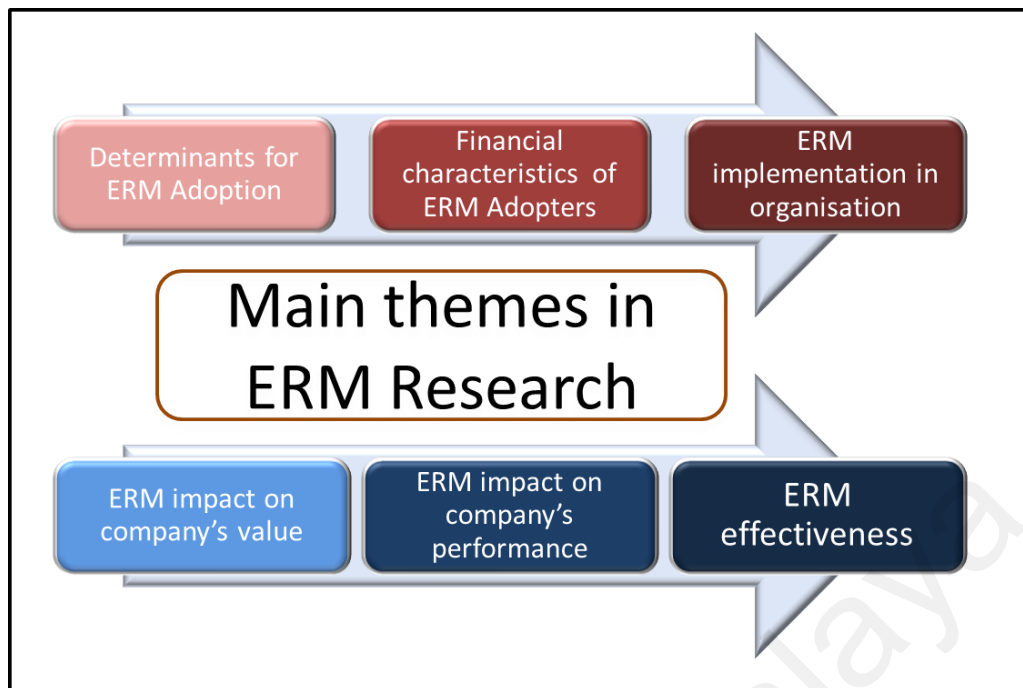 Determinants for
ERM Adoption
Financial
characteristics of
ERM Adopters
ERM
implementation in
organisation
Main themes in
ERM Research
ERM impact on
company’s value
ERM impact on
company’s
performance
ERM
effectiveness